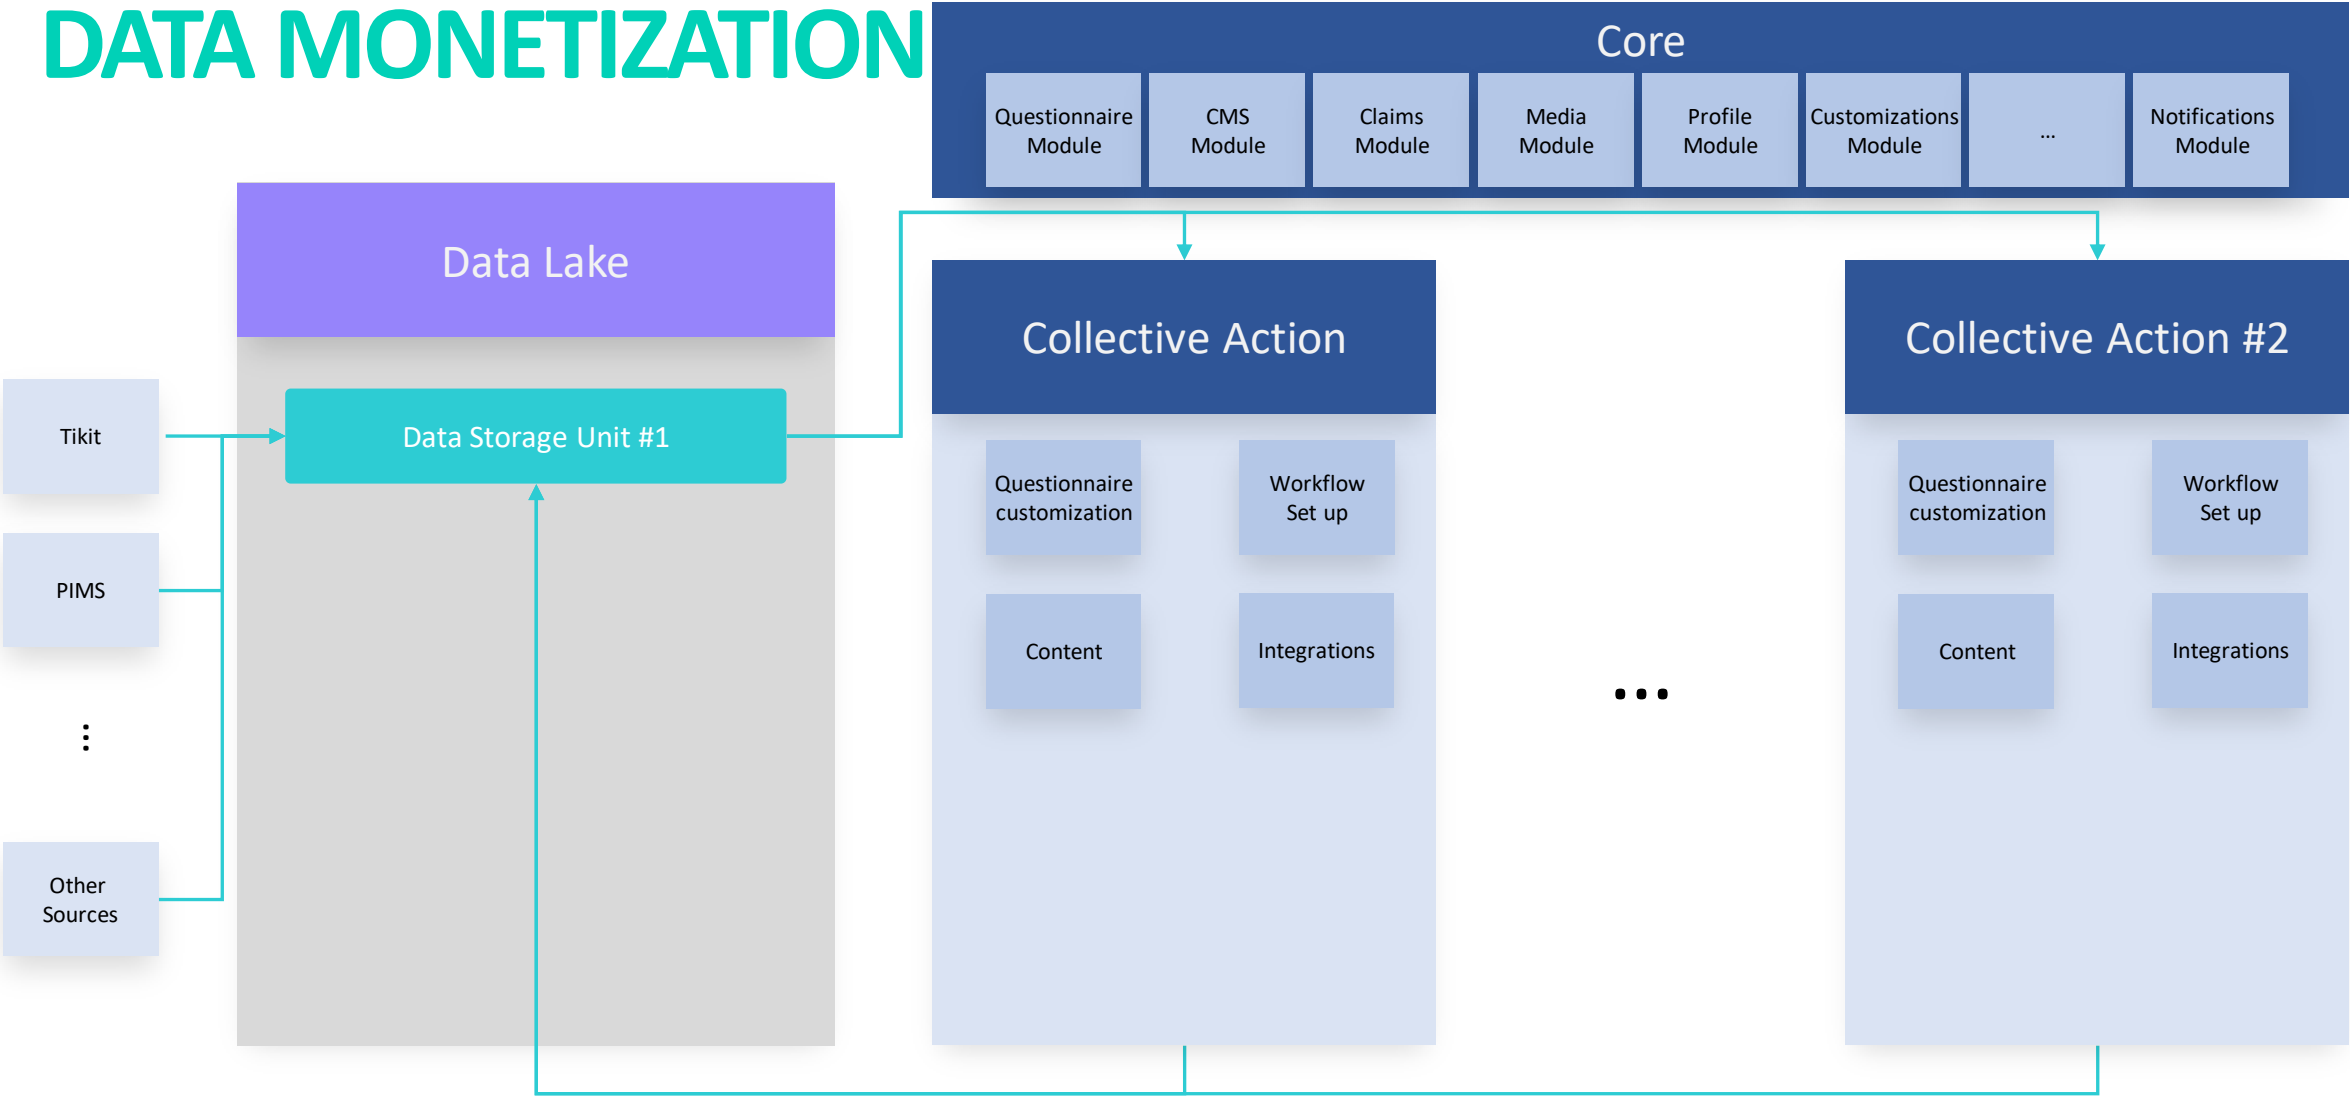 DATA MONETIZATION
Core
Questionnaire
Module
CMS
Module
Claims
Module
Media
Module
Profile
Module
Customizations
Module
...
Notifications
Module
Data Lake
Data Storage Unit #1
Tikit
PIMS
...
Other
Sources
Collective Action
Questionnaire
customization
Workflow
Set up
Content
Integrations
...
Collective Action #2
Questionnaire
customization
Workflow
Set up
Content
Integrations